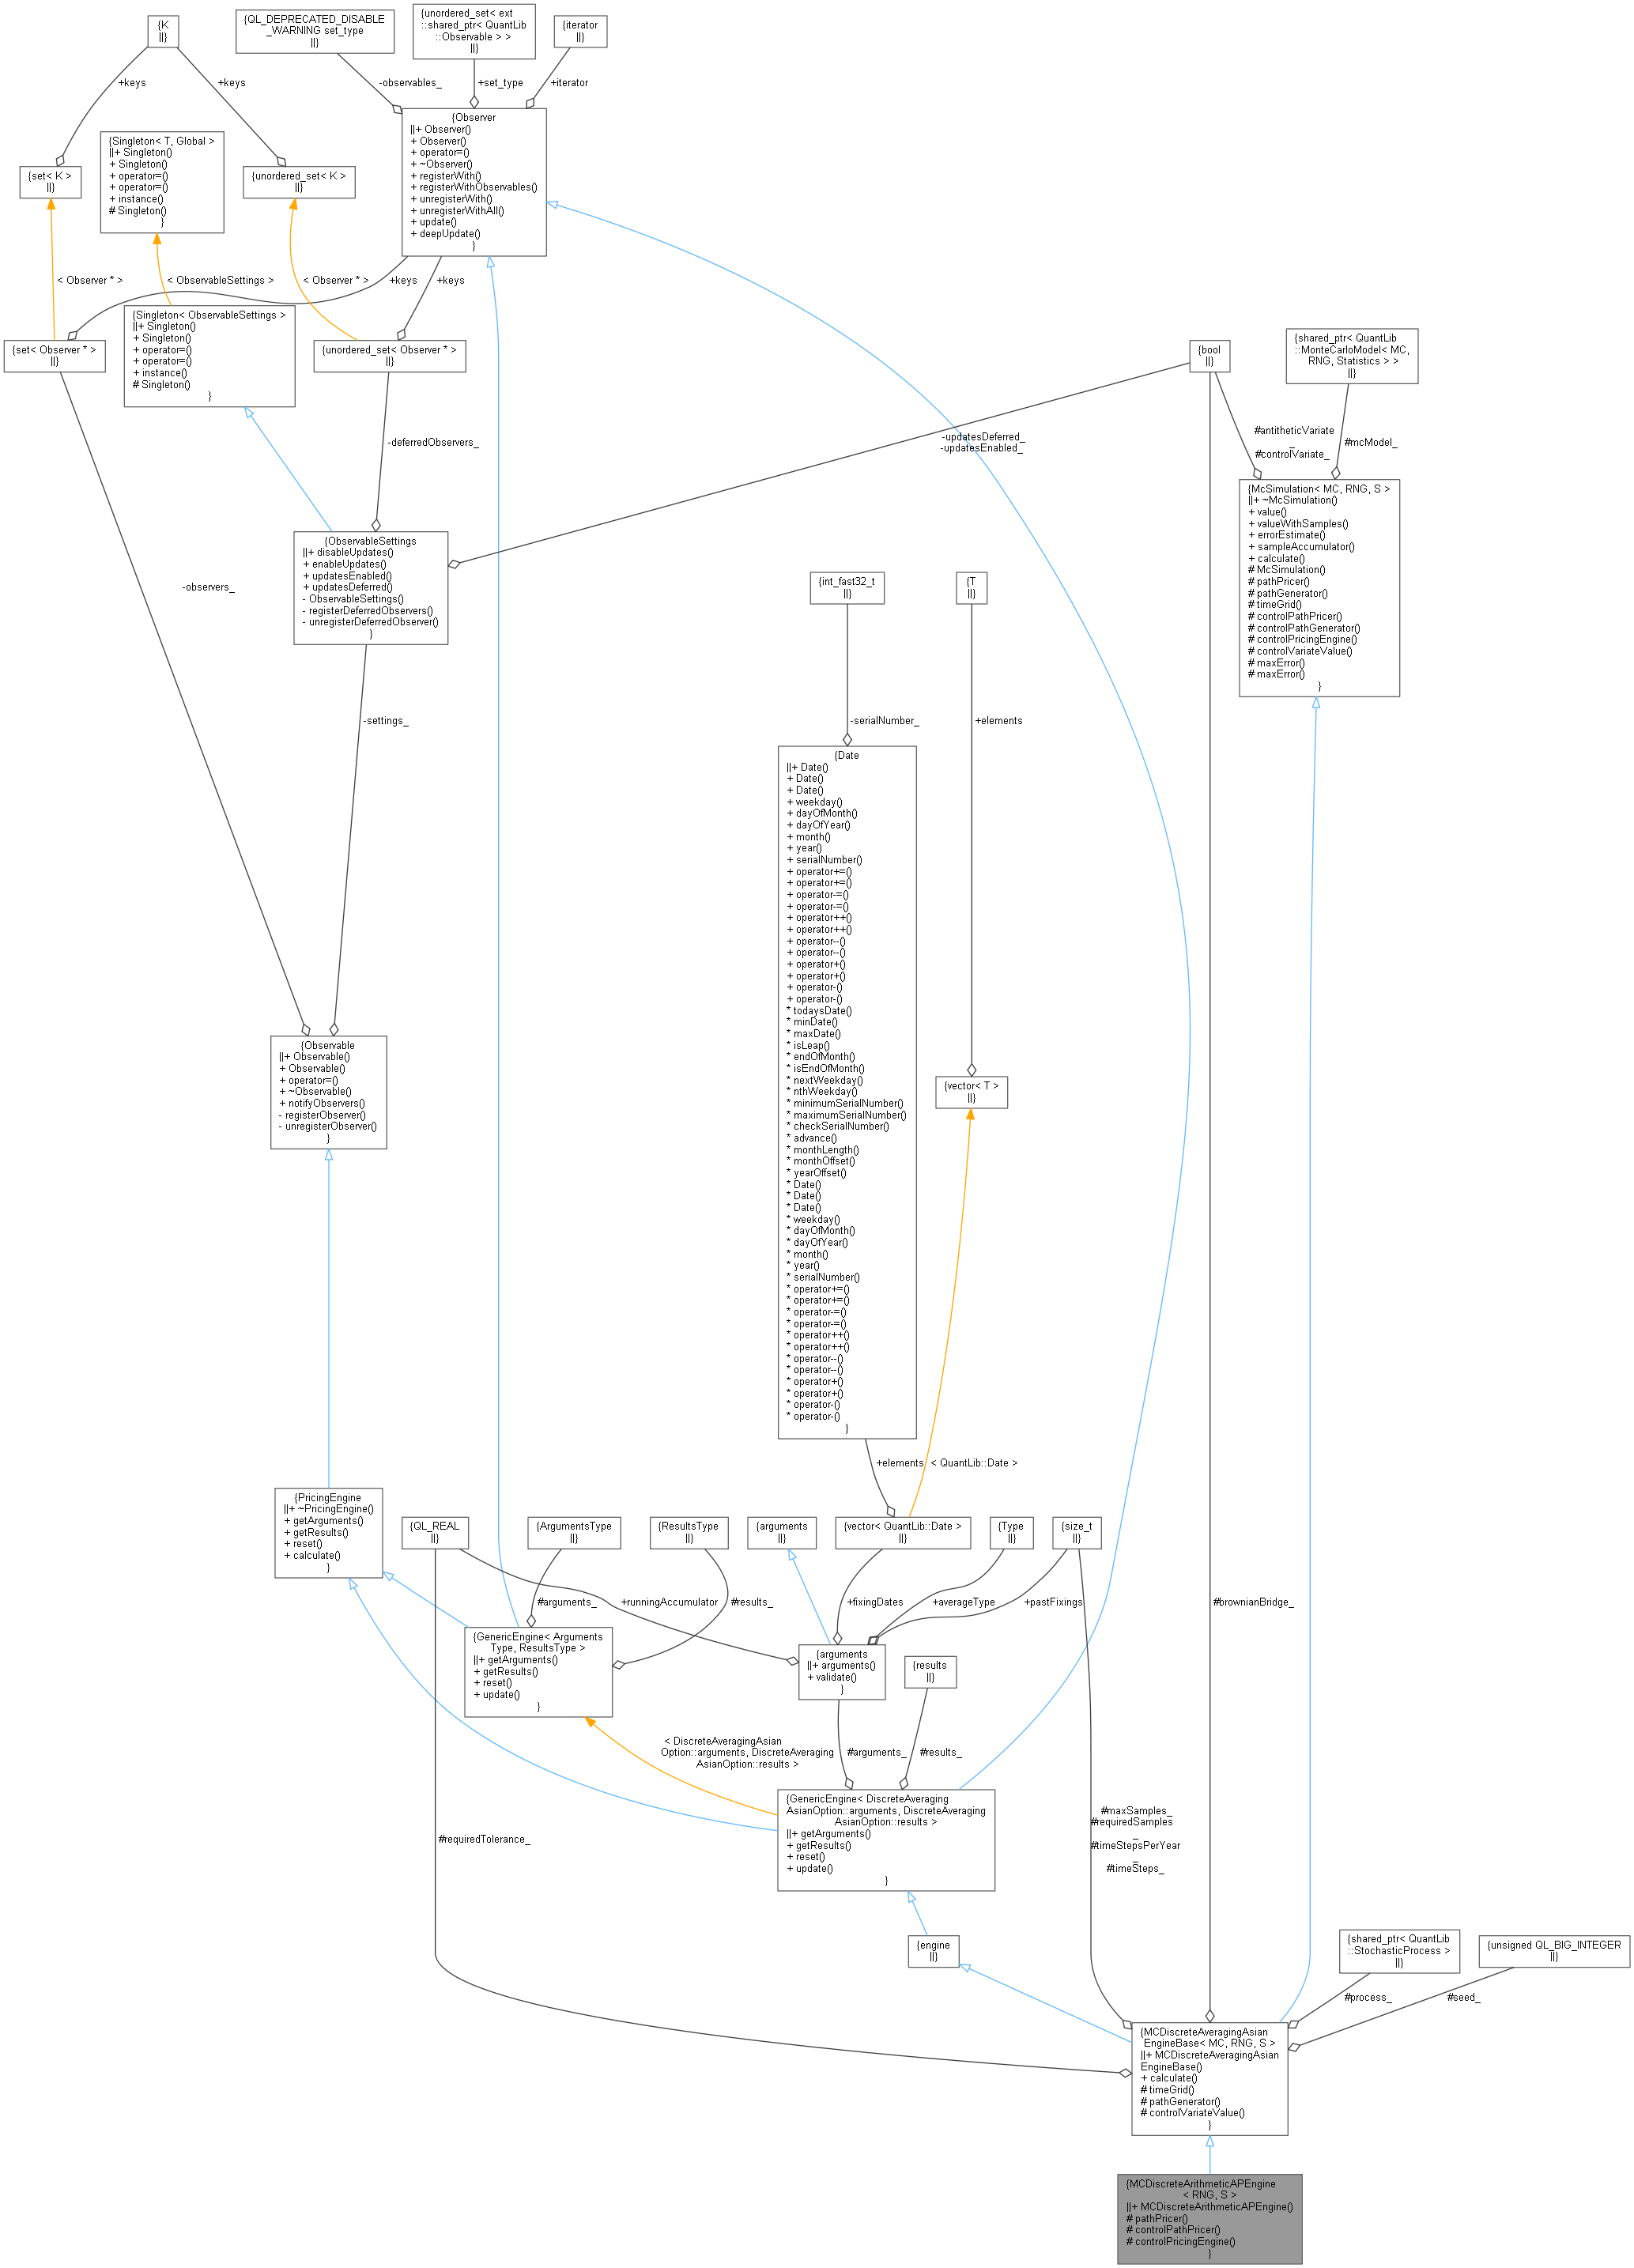 {K
||}
{QL_DEPRECATED_DISABLE
_WARNING set_type
||}
{unordered_set< ext
::shared_ptr< QuantLib
::Observable > >
||}
{iterator
||}
+keys
+keys
-observables_
+set_type
+iterator
{Observer
||+ Observer()
+ Observer()
+ operator=()
+ ~Observer()
+ registerWith()
+ registerWithObservables()
+ unregisterWith()
+ unregisterWithAll()
+ update()
+ deepUpdate()
}
{Singleton< T, Global >
||+ Singleton()
+ Singleton()
+ operator=()
+ operator=()
+ instance()
# Singleton()
}
{set< K >
||}
{unordered_set< K >
||}
< Observer * >
< ObservableSettings >
< Observer * >
+keys
+keys
{Singleton< ObservableSettings >
||+ Singleton()
+ Singleton()
+ operator=()
+ operator=()
+ instance()
# Singleton()
}
{set< Observer * >
||}
{unordered_set< Observer * >
||}
{bool
||}
{shared_ptr< QuantLib
::MonteCarloModel< MC,
RNG, Statistics > >
||}
-deferredObservers_
-updatesDeferred_
-updatesEnabled_
#antitheticVariate
_
#controlVariate_
#mcModel_
{McSimulation< MC, RNG, S >
||+ ~McSimulation()
+ value()
+ valueWithSamples()
+ errorEstimate()
+ sampleAccumulator()
+ calculate()
# McSimulation()
# pathPricer()
# pathGenerator()
# timeGrid()
# controlPathPricer()
# controlPathGenerator()
# controlPricingEngine()
# controlVariateValue()
# maxError()
# maxError()
}
{ObservableSettings
||+ disableUpdates()
+ enableUpdates()
+ updatesEnabled()
+ updatesDeferred()
- ObservableSettings()
- registerDeferredObservers()
- unregisterDeferredObserver()
}
-observers_
{int_fast32_t
||}
{T
||}
-settings_
-serialNumber_
+elements
{Date
||+ Date()
+ Date()
+ Date()
+ weekday()
+ dayOfMonth()
+ dayOfYear()
+ month()
+ year()
+ serialNumber()
+ operator+=()
+ operator+=()
+ operator-=()
+ operator-=()
+ operator++()
+ operator++()
+ operator--()
+ operator--()
+ operator+()
+ operator+()
+ operator-()
+ operator-()
* todaysDate()
* minDate()
* maxDate()
* isLeap()
* endOfMonth()
* isEndOfMonth()
* nextWeekday()
* nthWeekday()
* minimumSerialNumber()
* maximumSerialNumber()
* checkSerialNumber()
* advance()
* monthLength()
* monthOffset()
* yearOffset()
* Date()
* Date()
* Date()
* weekday()
* dayOfMonth()
* dayOfYear()
* month()
* year()
* serialNumber()
* operator+=()
* operator+=()
* operator-=()
* operator-=()
* operator++()
* operator++()
* operator--()
* operator--()
* operator+()
* operator+()
* operator-()
* operator-()
}
{Observable
||+ Observable()
+ Observable()
+ operator=()
+ ~Observable()
+ notifyObservers()
- registerObserver()
- unregisterObserver()
}
{vector< T >
||}
+elements
< QuantLib::Date >
{PricingEngine
||+ ~PricingEngine()
+ getArguments()
+ getResults()
+ reset()
+ calculate()
}
{QL_REAL
||}
{ArgumentsType
||}
{ResultsType
||}
{arguments
||}
{vector< QuantLib::Date >
||}
{Type
||}
{size_t
||}
#arguments_
+runningAccumulator
#results_
+fixingDates
+averageType
+pastFixings
#brownianBridge_
{GenericEngine< Arguments
Type, ResultsType >
||+ getArguments()
+ getResults()
+ reset()
+ update()
}
{arguments
||+ arguments()
+ validate()
}
{results
||}
< DiscreteAveragingAsian
Option::arguments, DiscreteAveraging
AsianOption::results >
#arguments_
#results_
{GenericEngine< DiscreteAveraging
AsianOption::arguments, DiscreteAveraging
AsianOption::results >
||+ getArguments()
+ getResults()
+ reset()
+ update()
}
#requiredTolerance_
#maxSamples_
#requiredSamples
_
#timeStepsPerYear
_
#timeSteps_
{engine
||}
{shared_ptr< QuantLib
::StochasticProcess >
||}
{unsigned QL_BIG_INTEGER
||}
#process_
#seed_
{MCDiscreteAveragingAsian
EngineBase< MC, RNG, S >
||+ MCDiscreteAveragingAsian
EngineBase()
+ calculate()
# timeGrid()
# pathGenerator()
# controlVariateValue()
}
{MCDiscreteArithmeticAPEngine
< RNG, S >
||+ MCDiscreteArithmeticAPEngine()
# pathPricer()
# controlPathPricer()
# controlPricingEngine()
}